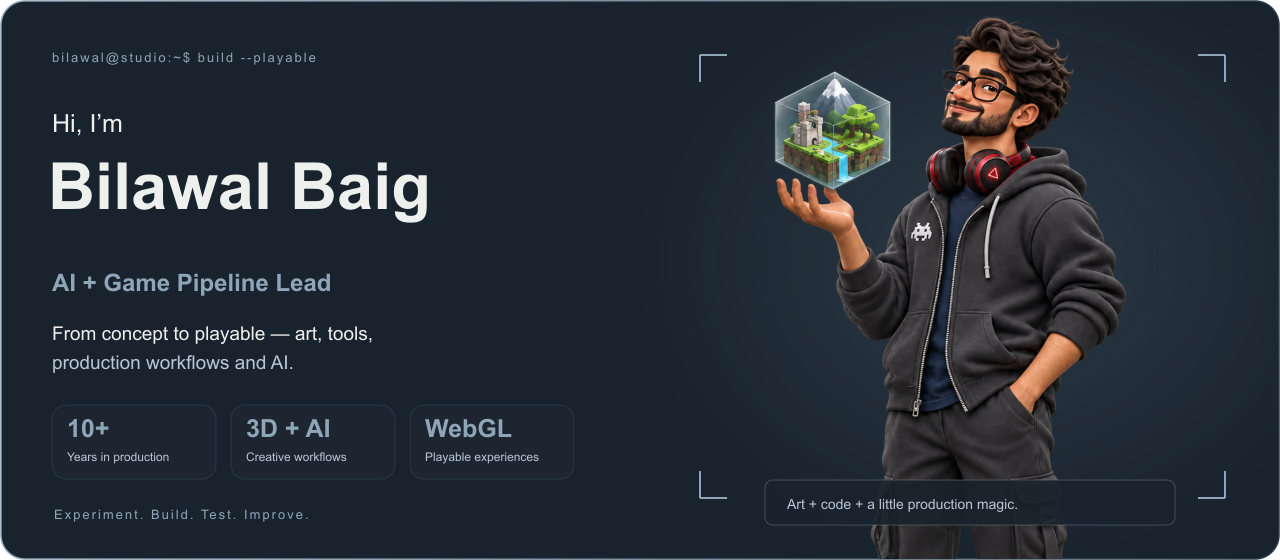 bilawal@studio:~$ build --playable
Hi, I’m
Bilawal Baig
AI + Game Pipeline Lead
From concept to playable — art, tools,
production workflows and AI.
10+
Years in production
3D + AI
Creative workflows
WebGL
Playable experiences
Experiment. Build. Test. Improve.
Art + code + a little production magic.